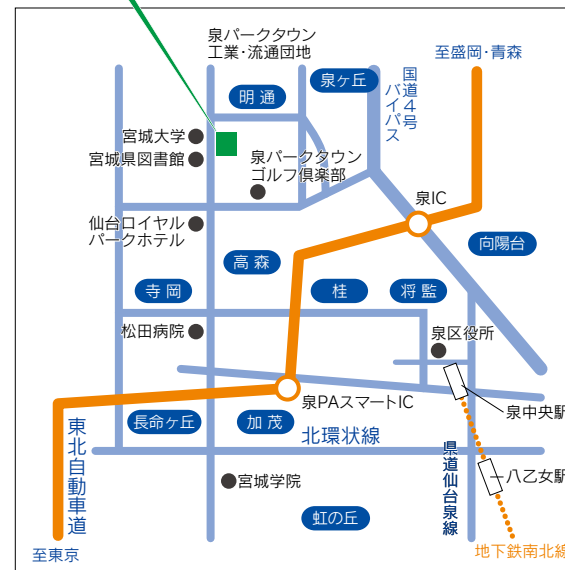 泉パークタウン
工業・流通団地
至盛岡・青森
泉ヶ丘
国道4号
バイパス
明通
宮城大学
宮城県図書館
泉パークタウン
ゴルフ倶楽部
泉IC
仙台ロイヤル
パークホテル
向陽台
高森
寺岡
桂
将監
松田病院
泉区役所
泉PAスマートIC
泉中央駅
長命ヶ丘
加茂
北環状線
東北自動車道
県道仙台泉線
八乙女駅
宮城学院
虹の丘
至東京
地下鉄南北線